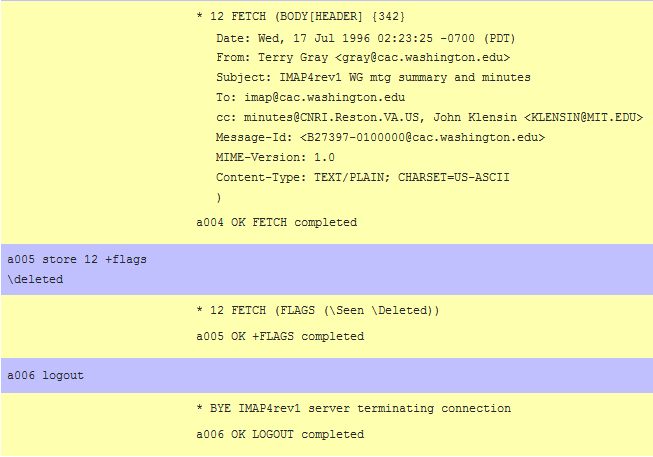 * 12 FETCH (BODY[HEADER] {342}
Date: Wed, 17 Jul 1996 02:23:25 -0700 (PDT)
From: Terry Gray <gray@cac.washington.edu>
Subject: IMAP4rev1 WG mtg summary and minutes
To: imap@cac.washington.edu
cc: minutes@CNRI.Reston.VA.US, John Klensin <KLENSIN@MIT.EDU>
Message-Id: <B27397-0100000@cac.washington.edu>
MIME-Version: 1.0
Content-Type: TEXT/PLAIN; CHARSET=US-ASCII
)
a004 OK FETCH completed
a005 store 12 +flags
\deleted
* 12 FETCH (FLAGS (\Seen \Deleted))
a005 OK +FLAGS completed
a006 logout
* BYE IMAP4rev1 server terminating connection
a006 OK LOGOUT completed